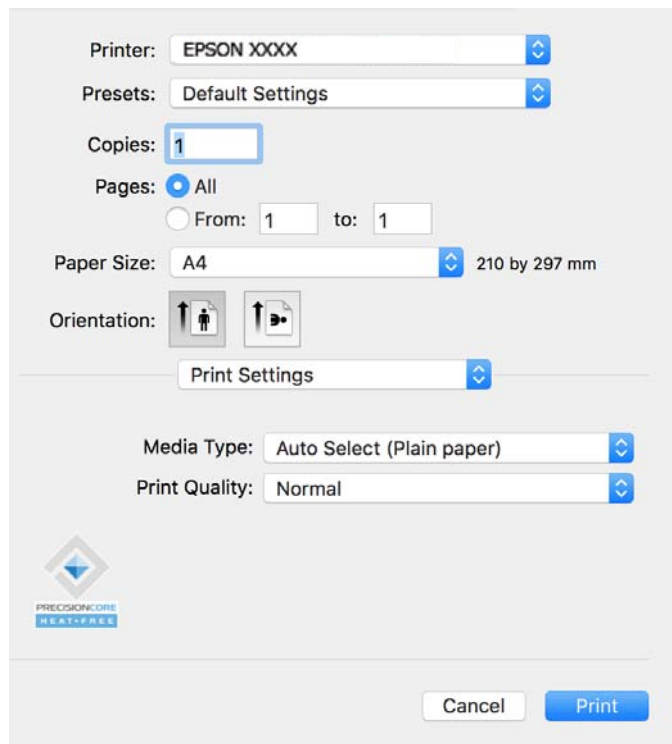 Printer: EPSON XXXX
Presets: Default Settings
Copies: 1
Pages: All
From: 1 to: 1
Paper Size: A4 210 by 297 mm
Orientation:
Print Settings
Media Type: Auto Select (Plain paper)
Print Quality: Normal
PRECISIONCORE
HEAT•FREE
Cancel Print